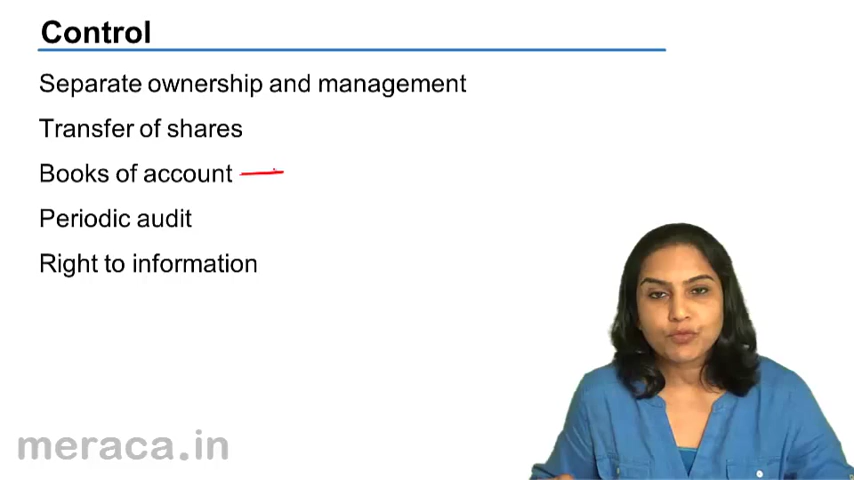 Control
Separate ownership and management
Transfer of shares
Books of account
Periodic audit
Right to information
meraca.in